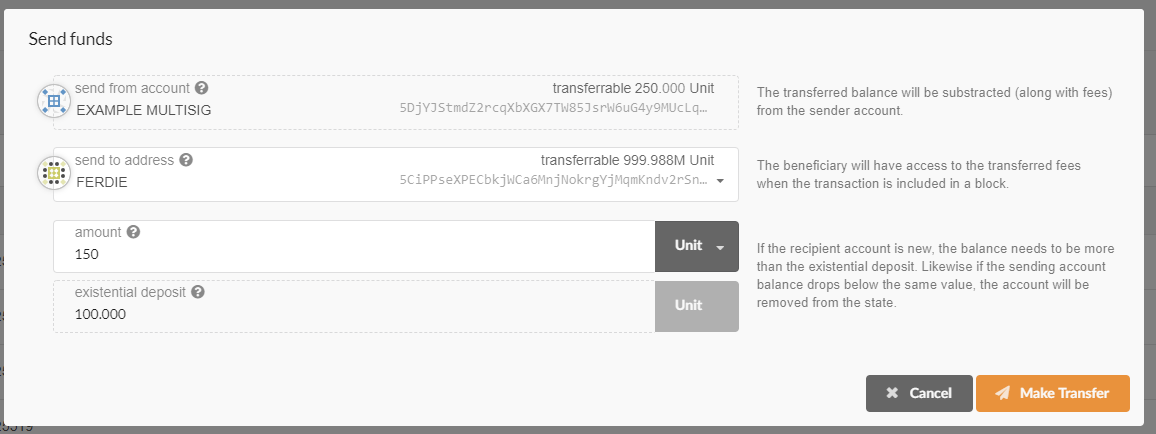 Send funds
send from account
transferrable 250.000 Unit
EXAMPLE MULTISIG
5DjYJStmdZ2rcqXbXGX7TW85JsrW6uG4y9MUcLq…
The transferred balance will be substracted (along with fees)
from the sender account.
send to address
transferrable 999.988M Unit
FERDIE
5CiPPseXPECbkjWCa6MnjNokrgYjMqmKndv2rSn…
The beneficiary will have access to the transferred fees
when the transaction is included in a block.
amount
150
Unit
existential deposit
100.000
Unit
If the recipient account is new, the balance needs to be more
than the existential deposit. Likewise if the sending account
balance drops below the same value, the account will be
removed from the state.
Cancel
Make Transfer